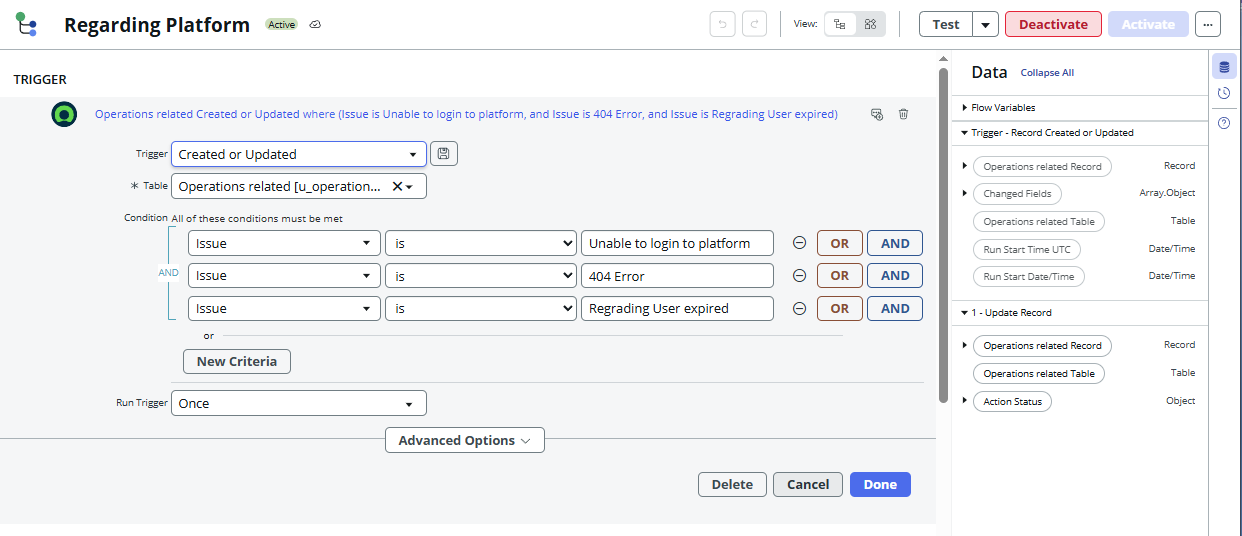 Regarding Platform Active View: Test Deactivate Activate ...
TRIGGER
Operations related Created or Updated where (Issue is Unable to login to platform, and Issue is 404 Error, and Issue is Regrading User expired)
Trigger Created or Updated
* Table Operations related [u_operation... X
Condition All of these conditions must be met
Issue is Unable to login to platform OR AND
AND
Issue is 404 Error OR AND
Issue is Regrading User expired OR AND
or
New Criteria
Run Trigger Once
Advanced Options
Delete Cancel Done
Data Collapse All
Flow Variables
Trigger - Record Created or Updated
Operations related Record Record
Changed Fields Array.Object
Operations related Table Table
Run Start Time UTC Date/Time
Run Start Date/Time Date/Time
1 - Update Record
Operations related Record Record
Operations related Table Table
Action Status Object